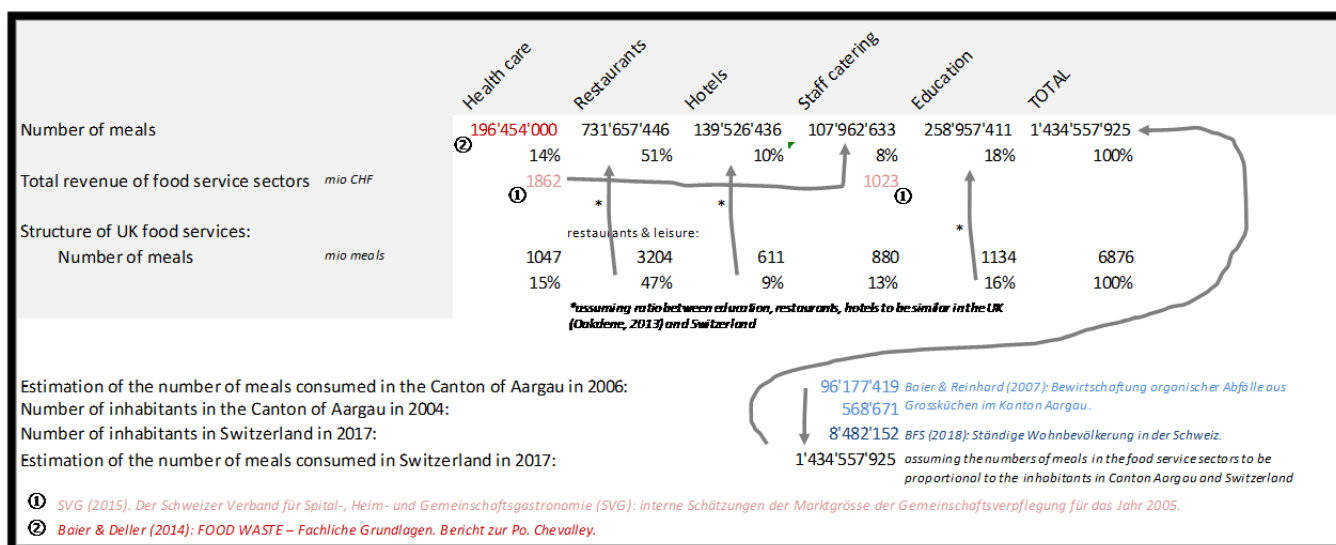 Health care Restaurants Hotels Staff catering Education TOTAL
Number of meals 196'454'000 731'657'446 139'526'436 107'962'633 258'957'411 1'434'557'925
② 14% 51% 10% 8% 18% 100%
Total revenue of food service sectors mio CHF 1862 1023
① ①
* *
Structure of UK food services: restaurants & leisure: *
Number of meals mio meals 1047 3204 611 880 1134 6876
15% 47% 9% 13% 16% 100%
*assuming ratio between education, restaurants, hotels to be similar in the UK
(Oakdene, 2013) and Switzerland
Estimation of the number of meals consumed in the Canton of Aargau in 2006: 96'177'419 Baier & Reinhard (2007): Bewirtschaftung organischer Abfälle aus
Number of inhabitants in the Canton of Aargau in 2004: 568'671 Grossküchen im Kanton Aargau.
Number of inhabitants in Switzerland in 2017: 8'482'152 BFS (2018): Ständige Wohnbevölkerung in der Schweiz.
Estimation of the number of meals consumed in Switzerland in 2017: 1'434'557'925 assuming the numbers of meals in the food service sectors to be
proportional to the inhabitants in Canton Aargau and Switzerland
① SVG (2015). Der Schweizer Verband für Spital-, Heim- und Gemeinschaftsgastronomie (SVG): interne Schätzungen der Marktgrösse der Gemeinschaftsverpflegung für das Jahr 2005.
② Baier & Deller (2014): FOOD WASTE – Fachliche Grundlagen. Bericht zur Po. Chevalley.